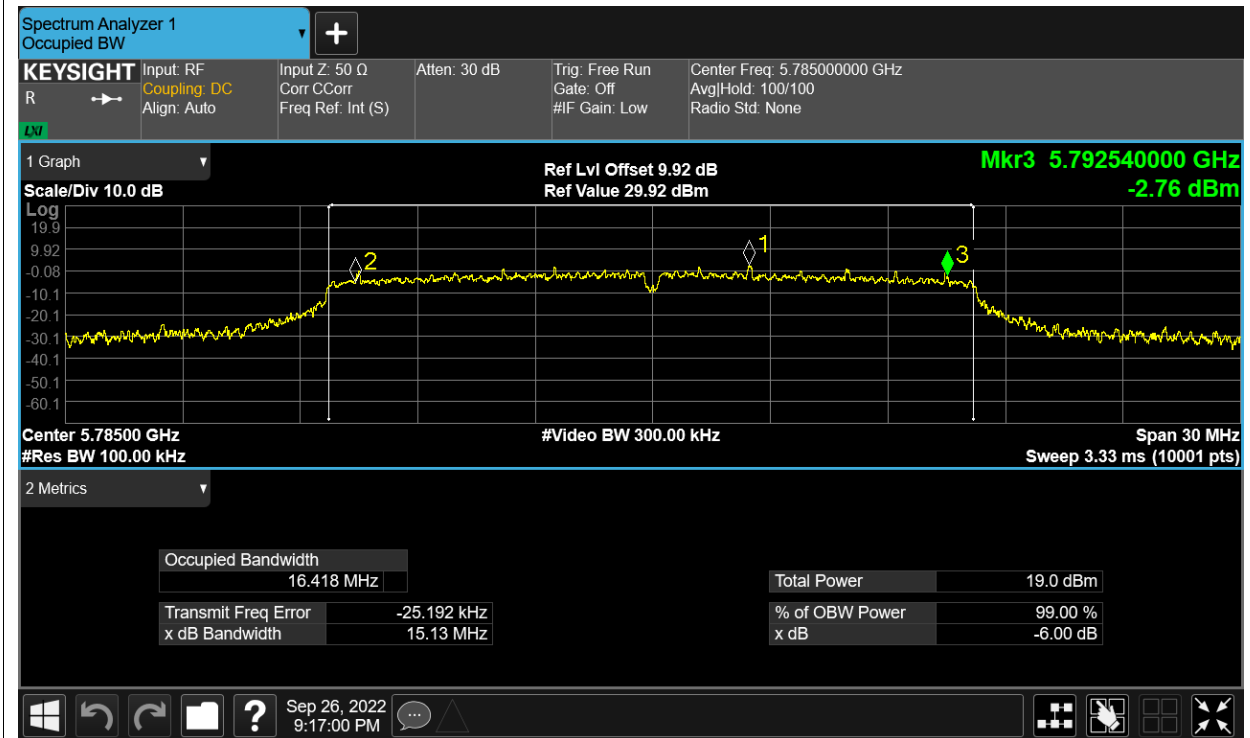 Spectrum Analyzer 1
Occupied BW
KEYSIGHT
R
LXI
Input: RF
Coupling: DC
Align: Auto
Input Z: 50 Ω
Corr CCorr
Freq Ref: Int (S)
Atten: 30 dB
Trig: Free Run
Gate: Off
#IF Gain: Low
Center Freq: 5.785000000 GHz
Avg|Hold: 100/100
Radio Std: None
1 Graph
Scale/Div 10.0 dB
Ref Lvl Offset 9.92 dB
Ref Value 29.92 dBm
Mkr3 5.792540000 GHz
-2.76 dBm
Log
19.9
9.92
-0.08
-10.1
-20.1
-30.1
-40.1
-50.1
-60.1
2
1
3
Center 5.78500 GHz
#Res BW 100.00 kHz
#Video BW 300.00 kHz
Span 30 MHz
Sweep 3.33 ms (10001 pts)
2 Metrics
Occupied Bandwidth
16.418 MHz
Transmit Freq Error -25.192 kHz
x dB Bandwidth 15.13 MHz
Total Power 19.0 dBm
% of OBW Power 99.00 %
x dB -6.00 dB
?
Sep 26, 2022
9:17:00 PM